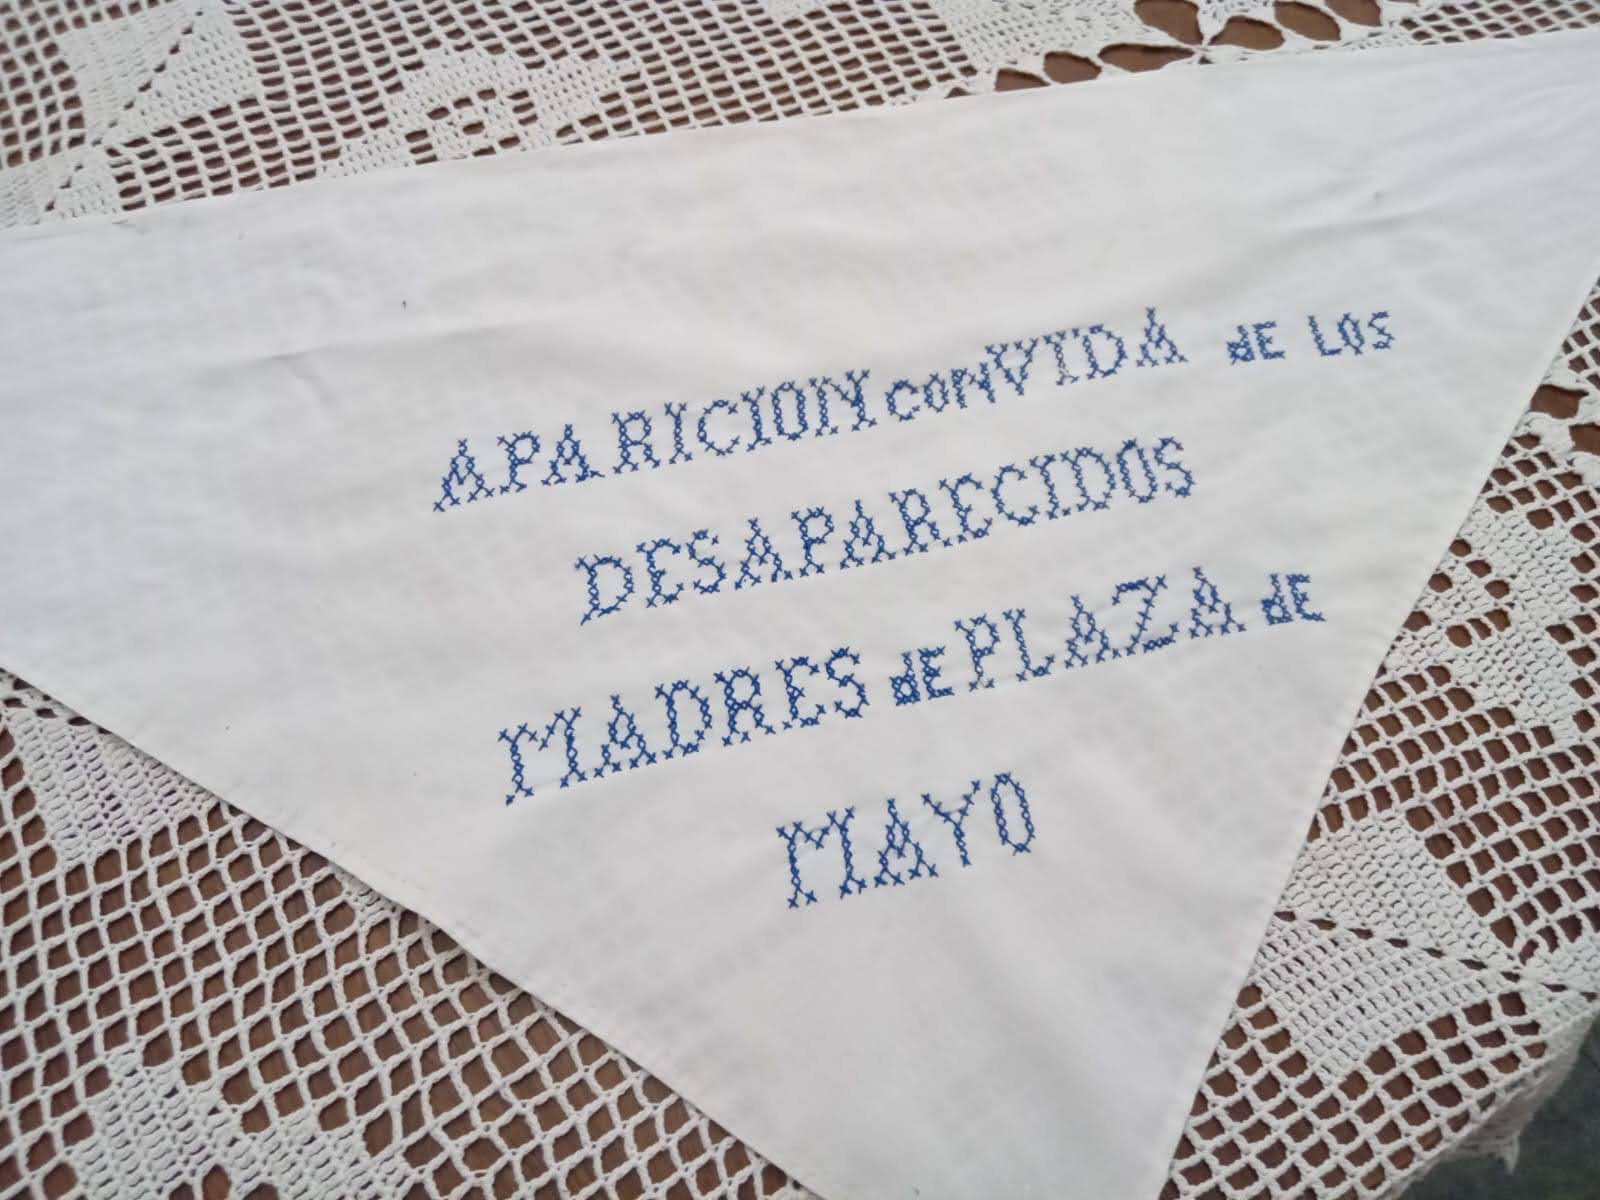 APARICION coN VIDA dE LOS
DESAPARECIDOS
MADRES dE PLAZA dE
MAYO